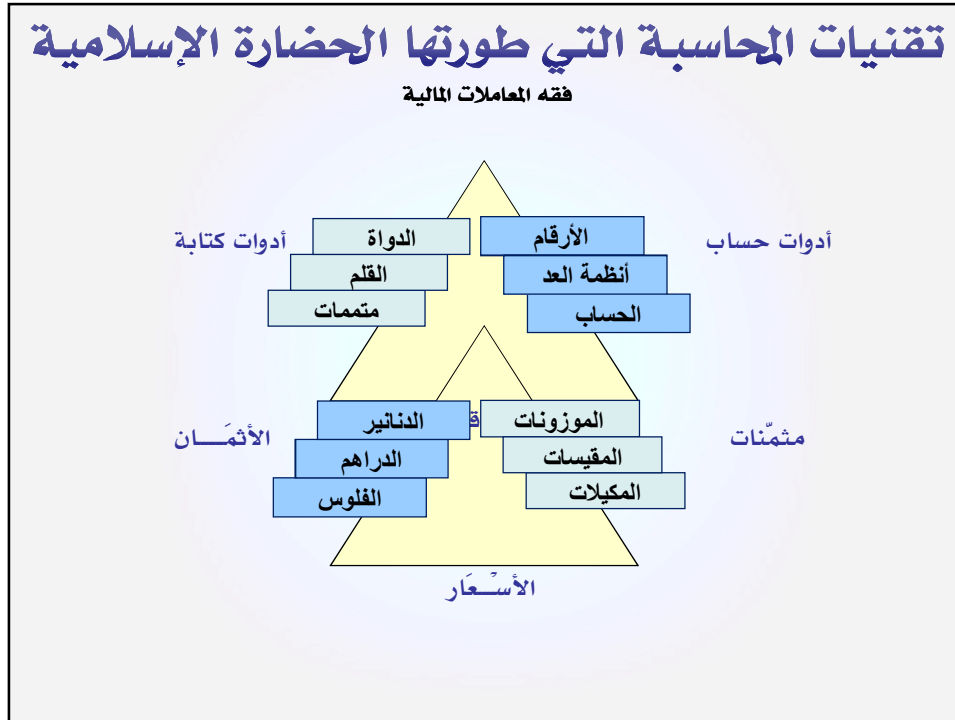 تقنيات المحاسبة التي طورتها الحضارة الإسلامية
فقه المعاملات المالية
أدوات حساب
الأرقام
أنظمة العد
الحساب
أدوات كتابة
الدواة
القلم
متممات
مثمّنات
الموزونات
المقيسات
المكيلات
الأثمَـــان
الدنانير
الدراهم
الفلوس
الأسْـعَار